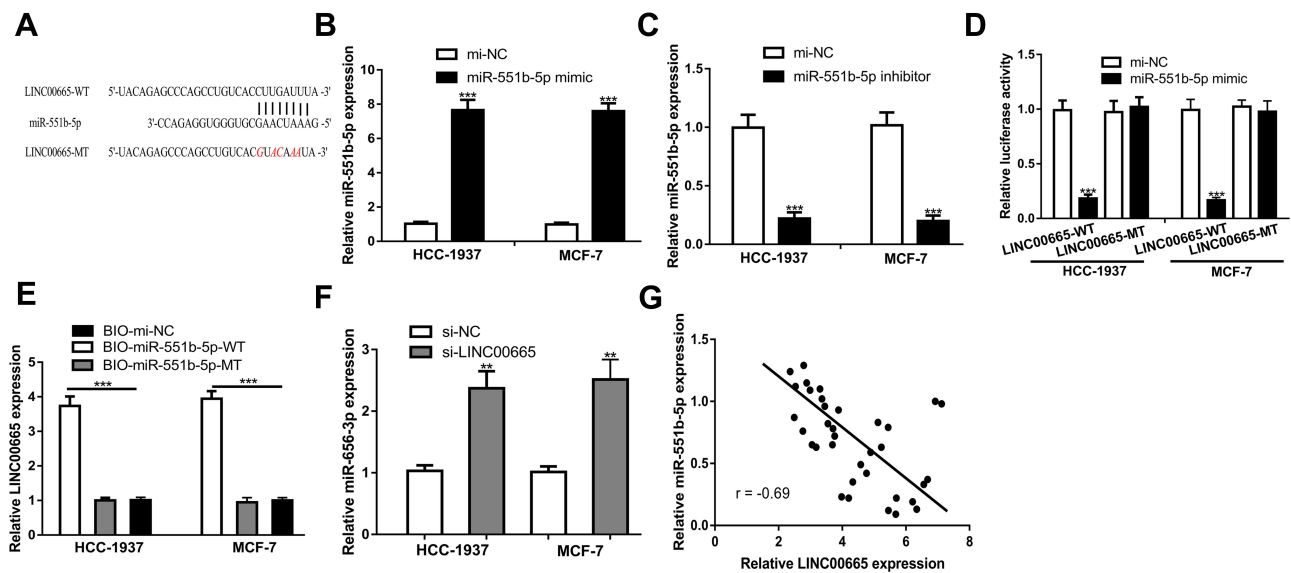 A
LINC00665-WT 5'-UACAGAGCCCAGCCUGUCACCUUGAUUUA -3'
miR-551b-5p 3'-CCAGAGGUGGGUGCGAACUAAAG -5'
LINC00665-MT 5'-UACAGAGCCCAGCCUGUCACGUACAAAUA -3'
B
mi-NC
miR-551b-5p mimic
Relative miR-551b-5p expression
10
8
6
4
2
0
***
***
HCC-1937
MCF-7
C
mi-NC
miR-551b-5p inhibitor
Relative miR-551b-5p expression
1.5
1.0
0.5
0.0
***
***
HCC-1937
MCF-7
D
mi-NC
miR-551b-5p mimic
Relative luciferase activity
1.5
1.0
0.5
0.0
***
***
LINC00665-WT
LINC00665-MT
LINC00665-WT
LINC00665-MT
HCC-1937
MCF-7
E
BIO-mi-NC
BIO-miR-551b-5p-WT
BIO-miR-551b-5p-MT
Relative LINC00665 expression
5
4
3
2
1
0
***
***
HCC-1937
MCF-7
F
si-NC
si-LINC00665
Relative miR-656-3p expression
3
2
1
0
**
**
HCC-1937
MCF-7
G
Relative miR-551b-5p expression
1.5
1.0
0.5
0.0
r = -0.69
0
2
4
6
8
Relative LINC00665 expression